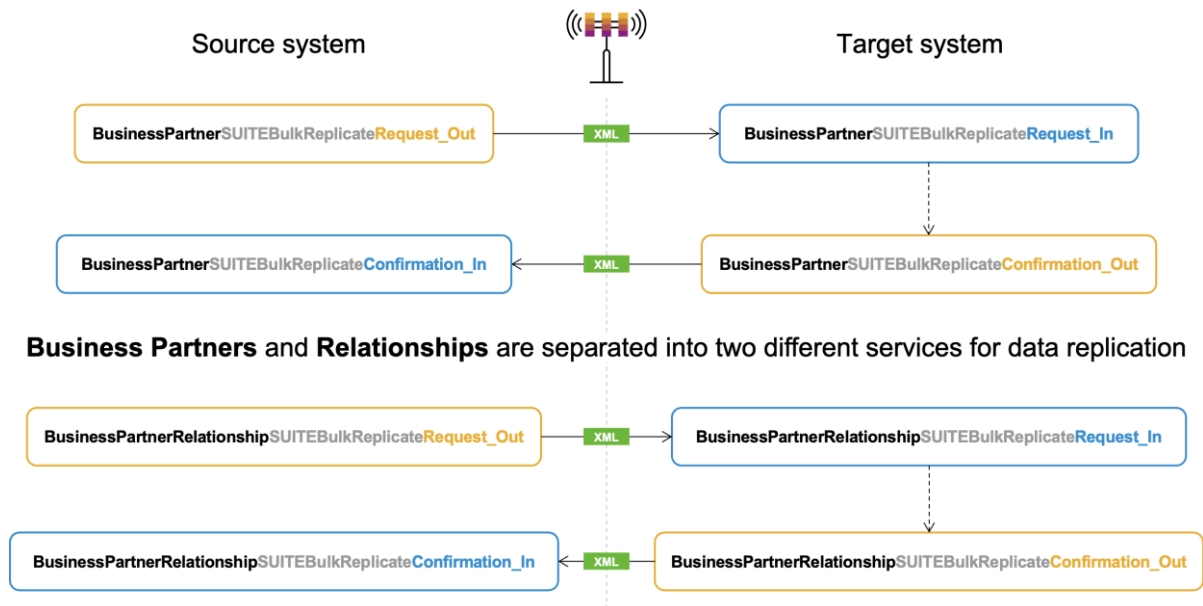 Source system
Target system
BusinessPartnerSUITEBulkReplicateRequest_Out
XML
BusinessPartnerSUITEBulkReplicateRequest_In
BusinessPartnerSUITEBulkReplicateConfirmation_In
XML
BusinessPartnerSUITEBulkReplicateConfirmation_Out
Business Partners and Relationships are separated into two different services for data replication
BusinessPartnerRelationshipSUITEBulkReplicateRequest_Out
XML
BusinessPartnerRelationshipSUITEBulkReplicateRequest_In
BusinessPartnerRelationshipSUITEBulkReplicateConfirmation_In
XML
BusinessPartnerRelationshipSUITEBulkReplicateConfirmation_Out